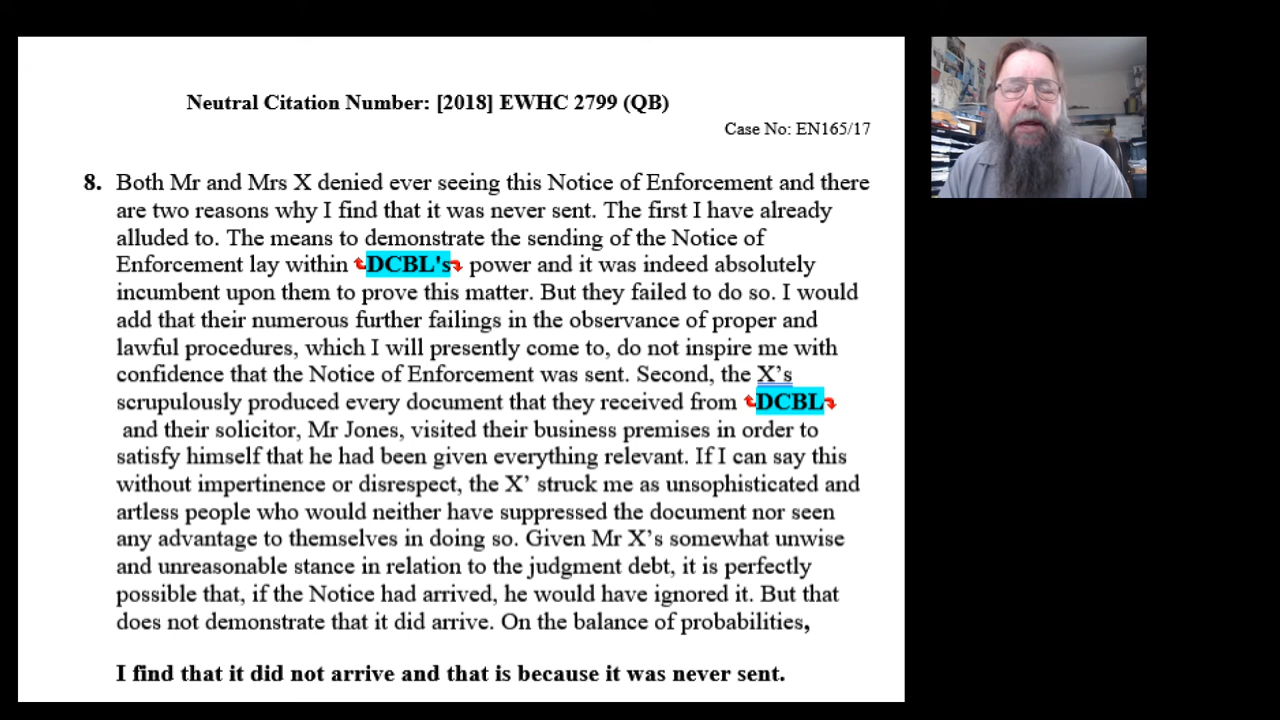 Neutral Citation Number: [2018] EWHC 2799 (QB)
Case No: EN165/17
8. Both Mr and Mrs X denied ever seeing this Notice of Enforcement and there
are two reasons why I find that it was never sent. The first I have already
alluded to. The means to demonstrate the sending of the Notice of
Enforcement lay within DCBL's power and it was indeed absolutely
incumbent upon them to prove this matter. But they failed to do so. I would
add that their numerous further failings in the observance of proper and
lawful procedures, which I will presently come to, do not inspire me with
confidence that the Notice of Enforcement was sent. Second, the X’s
scrupulously produced every document that they received from DCBL
and their solicitor, Mr Jones, visited their business premises in order to
satisfy himself that he had been given everything relevant. If I can say this
without impertinence or disrespect, the X’ struck me as unsophisticated and
artless people who would neither have suppressed the document nor seen
any advantage to themselves in doing so. Given Mr X’s somewhat unwise
and unreasonable stance in relation to the judgment debt, it is perfectly
possible that, if the Notice had arrived, he would have ignored it. But that
does not demonstrate that it did arrive. On the balance of probabilities,
I find that it did not arrive and that is because it was never sent.